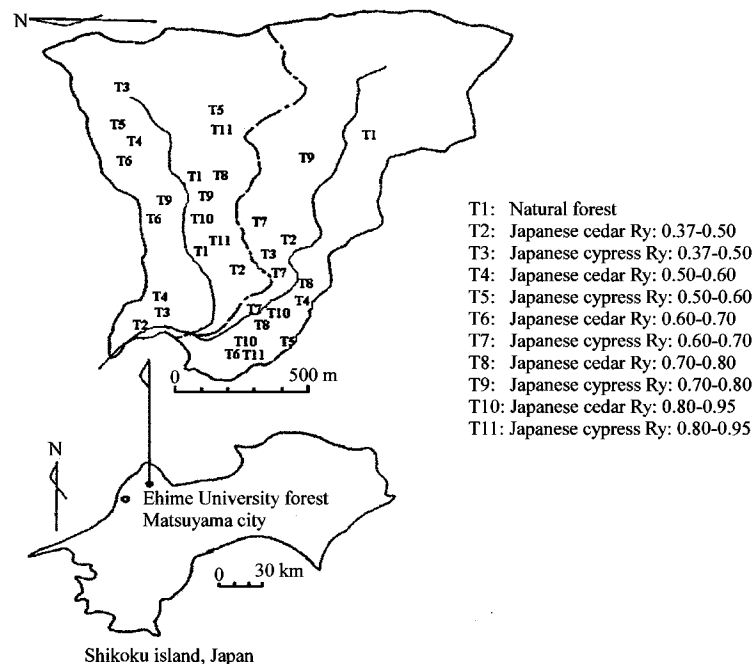 N
T3
T5
T5
T4
T11
T1
T6
T9
T1
T8
T9
T9
T6
T10
T7
T11
T2
T1
T3
T2
T7
T8
T4
T4
T3
T7
T10
T2
T8
T10
T5
T6
T11
0 500 m
T1: Natural forest
T2: Japanese cedar Ry: 0.37-0.50
T3: Japanese cypress Ry: 0.37-0.50
T4: Japanese cedar Ry: 0.50-0.60
T5: Japanese cypress Ry: 0.50-0.60
T6: Japanese cedar Ry: 0.60-0.70
T7: Japanese cypress Ry: 0.60-0.70
T8: Japanese cedar Ry: 0.70-0.80
T9: Japanese cypress Ry: 0.70-0.80
T10: Japanese cedar Ry: 0.80-0.95
T11: Japanese cypress Ry: 0.80-0.95
N
Ehime University forest
Matsuyama city
0 30 km
Shikoku island, Japan